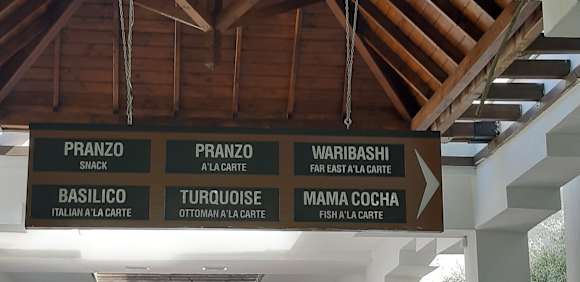 PRANZO
SNACK
PRANZO
A'LA CARTE
WARIBASHI
FAR EAST A'LA CARTE
BASILICO
ITALIAN A'LA CARTE
TURQUOISE
OTTOMAN A'LA CARTE
MAMA COCHA
FISH A'LA CARTE